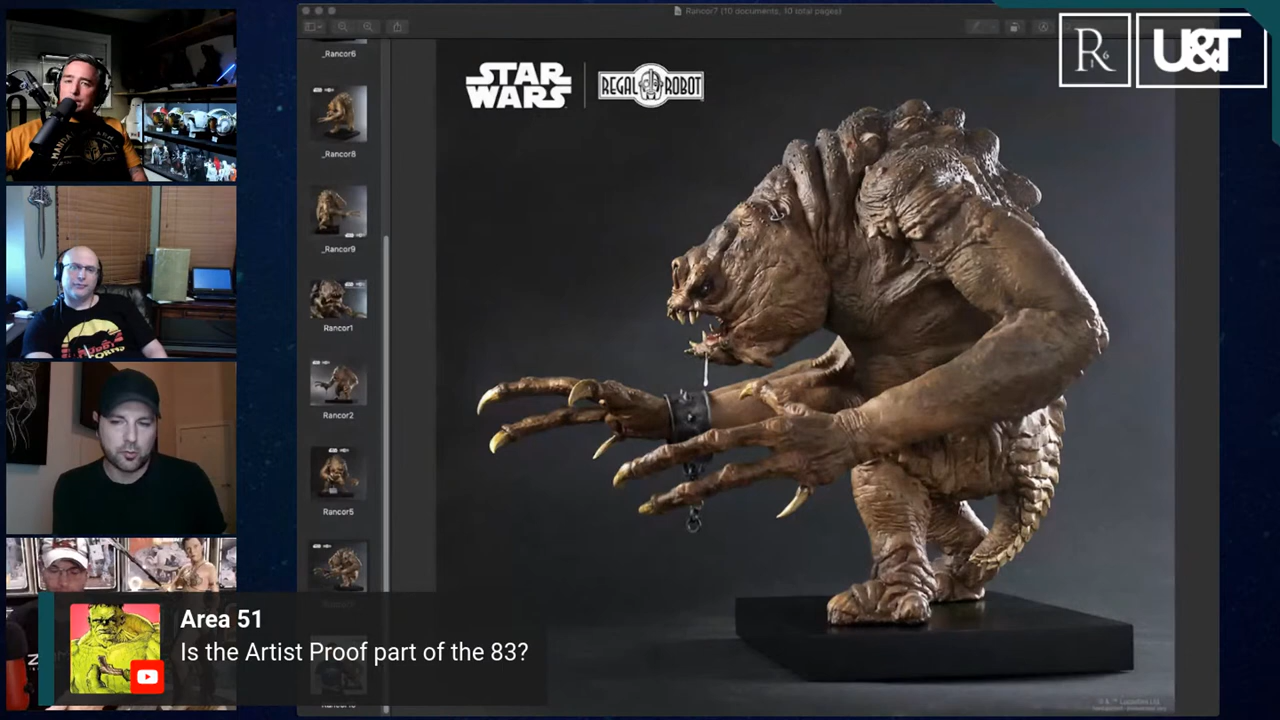 Rancor7 (10 documents, 10 total pages)
_Rancor6
_Rancor8
_Rancor9
Rancor1
Rancor2
Rancor5
STAR
WARS
REGAL ROBOT
R
6
U&T
Area 51
Is the Artist Proof part of the 83?